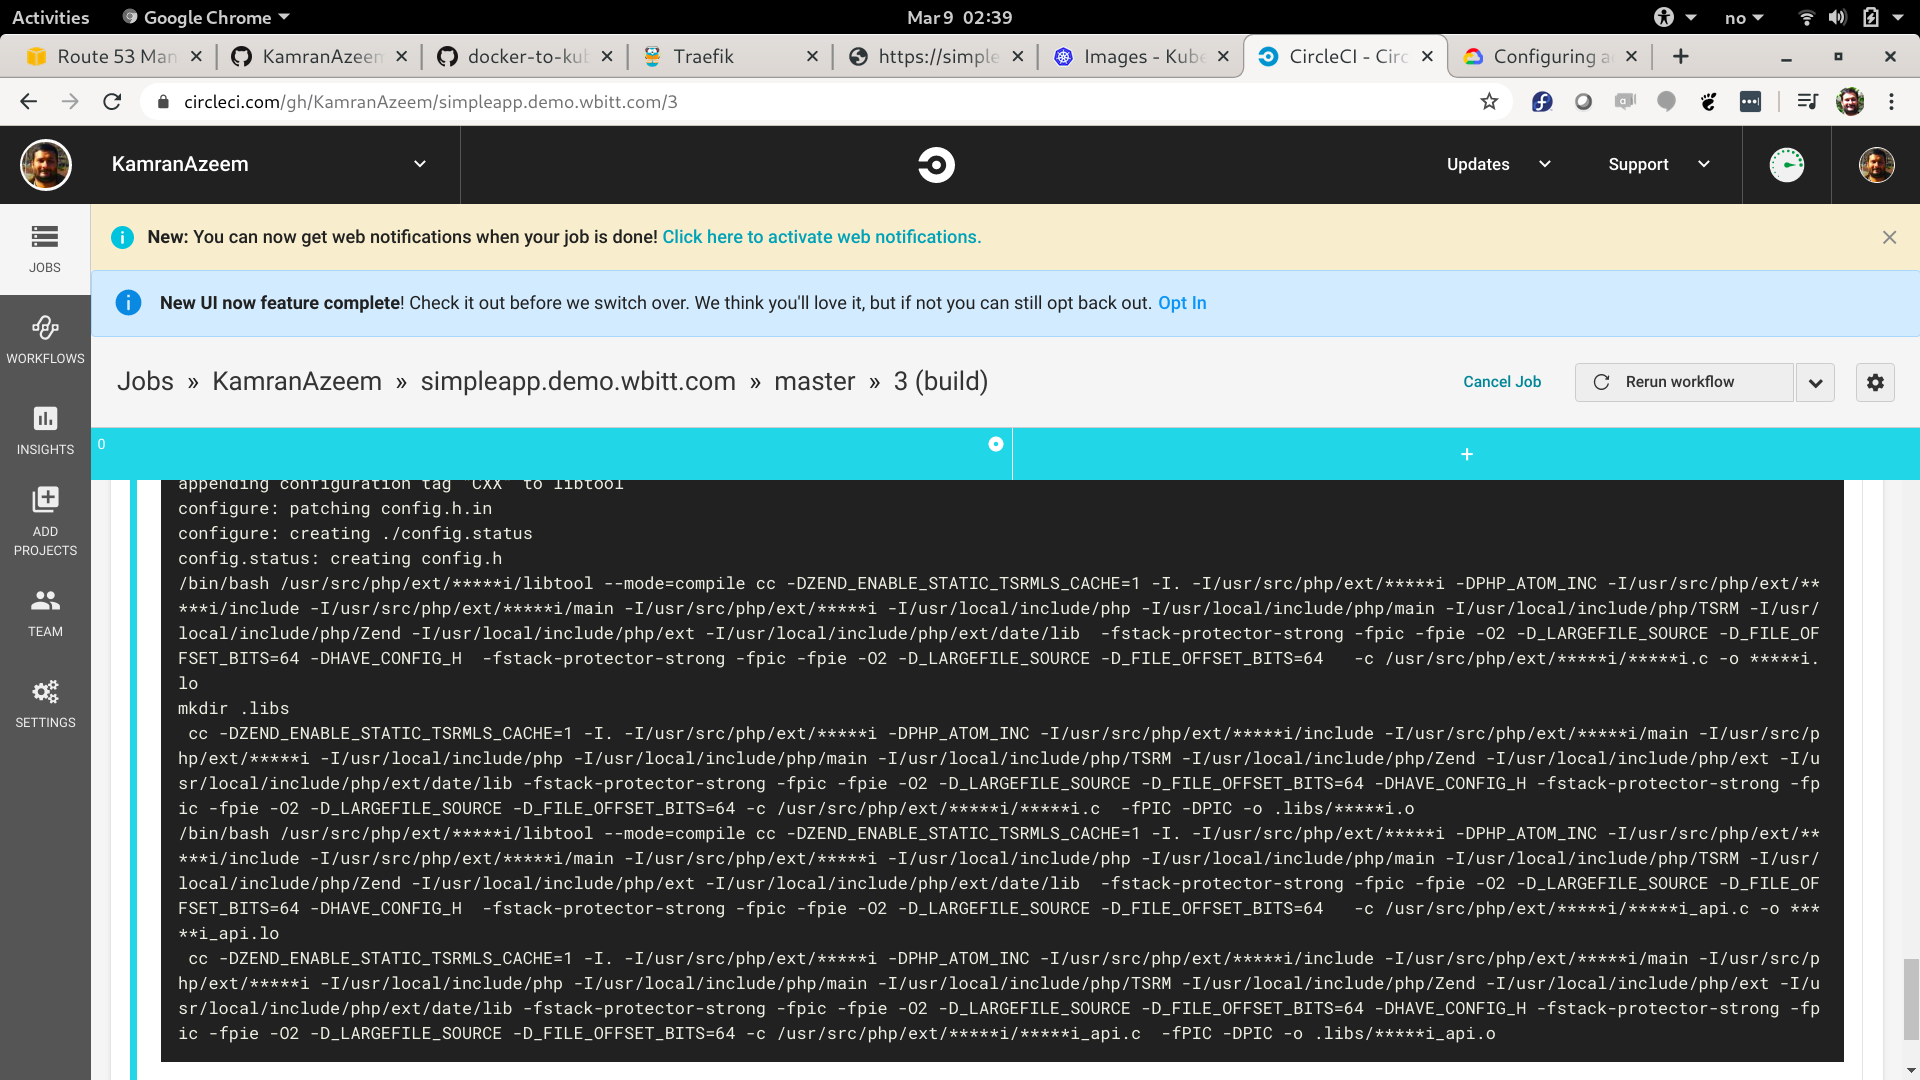 Activities Google Chrome Mar 9 02:39 no
Route 53 Man KamranAzeem docker-to-kub Traefik https://simple Images - Kube CircleCI - Circ Configuring a
circleci.com/gh/KamranAzeem/simpleapp.demo.wbitt.com/3
KamranAzeem Updates Support
JOBS
WORKFLOWS
INSIGHTS
ADD
PROJECTS
TEAM
SETTINGS
New: You can now get web notifications when your job is done! Click here to activate web notifications.
New UI now feature complete! Check it out before we switch over. We think you'll love it, but if not you can still opt back out. Opt In
Jobs » KamranAzeem » simpleapp.demo.wbitt.com » master » 3 (build) Cancel Job Rerun workflow
0 +
appending configuration tag "CXX" to libtool
configure: patching config.h.in
configure: creating ./config.status
config.status: creating config.h
/bin/bash /usr/src/php/ext/*****i/libtool --mode=compile cc -DZEND_ENABLE_STATIC_TSRMLS_CACHE=1 -I. -I/usr/src/php/ext/*****i -DPHP_ATOM_INC -I/usr/src/php/ext/**
***i/include -I/usr/src/php/ext/*****i/main -I/usr/src/php/ext/*****i -I/usr/local/include/php -I/usr/local/include/php/main -I/usr/local/include/php/TSRM -I/usr/
local/include/php/Zend -I/usr/local/include/php/ext -I/usr/local/include/php/ext/date/lib  -fstack-protector-strong -fpic -fpie -O2 -D_LARGEFILE_SOURCE -D_FILE_OF
FSET_BITS=64 -DHAVE_CONFIG_H  -fstack-protector-strong -fpic -fpie -O2 -D_LARGEFILE_SOURCE -D_FILE_OFFSET_BITS=64   -c /usr/src/php/ext/*****i/*****i.c -o *****i.
lo
mkdir .libs
 cc -DZEND_ENABLE_STATIC_TSRMLS_CACHE=1 -I. -I/usr/src/php/ext/*****i -DPHP_ATOM_INC -I/usr/src/php/ext/*****i/include -I/usr/src/php/ext/*****i/main -I/usr/src/p
hp/ext/*****i -I/usr/local/include/php -I/usr/local/include/php/main -I/usr/local/include/php/TSRM -I/usr/local/include/php/Zend -I/usr/local/include/php/ext -I/u
sr/local/include/php/ext/date/lib -fstack-protector-strong -fpic -fpie -O2 -D_LARGEFILE_SOURCE -D_FILE_OFFSET_BITS=64 -DHAVE_CONFIG_H -fstack-protector-strong -fp
ic -fpie -O2 -D_LARGEFILE_SOURCE -D_FILE_OFFSET_BITS=64 -c /usr/src/php/ext/*****i/*****i.c  -fPIC -DPIC -o .libs/*****i.o
/bin/bash /usr/src/php/ext/*****i/libtool --mode=compile cc -DZEND_ENABLE_STATIC_TSRMLS_CACHE=1 -I. -I/usr/src/php/ext/*****i -DPHP_ATOM_INC -I/usr/src/php/ext/**
***i/include -I/usr/src/php/ext/*****i/main -I/usr/src/php/ext/*****i -I/usr/local/include/php -I/usr/local/include/php/main -I/usr/local/include/php/TSRM -I/usr/
local/include/php/Zend -I/usr/local/include/php/ext -I/usr/local/include/php/ext/date/lib  -fstack-protector-strong -fpic -fpie -O2 -D_LARGEFILE_SOURCE -D_FILE_OF
FSET_BITS=64 -DHAVE_CONFIG_H  -fstack-protector-strong -fpic -fpie -O2 -D_LARGEFILE_SOURCE -D_FILE_OFFSET_BITS=64   -c /usr/src/php/ext/*****i/*****i_api.c -o ***
**i_api.lo
 cc -DZEND_ENABLE_STATIC_TSRMLS_CACHE=1 -I. -I/usr/src/php/ext/*****i -DPHP_ATOM_INC -I/usr/src/php/ext/*****i/include -I/usr/src/php/ext/*****i/main -I/usr/src/p
hp/ext/*****i -I/usr/local/include/php -I/usr/local/include/php/main -I/usr/local/include/php/TSRM -I/usr/local/include/php/Zend -I/usr/local/include/php/ext -I/u
sr/local/include/php/ext/date/lib -fstack-protector-strong -fpic -fpie -O2 -D_LARGEFILE_SOURCE -D_FILE_OFFSET_BITS=64 -DHAVE_CONFIG_H -fstack-protector-strong -fp
ic -fpie -O2 -D_LARGEFILE_SOURCE -D_FILE_OFFSET_BITS=64 -c /usr/src/php/ext/*****i/*****i_api.c  -fPIC -DPIC -o .libs/*****i_api.o